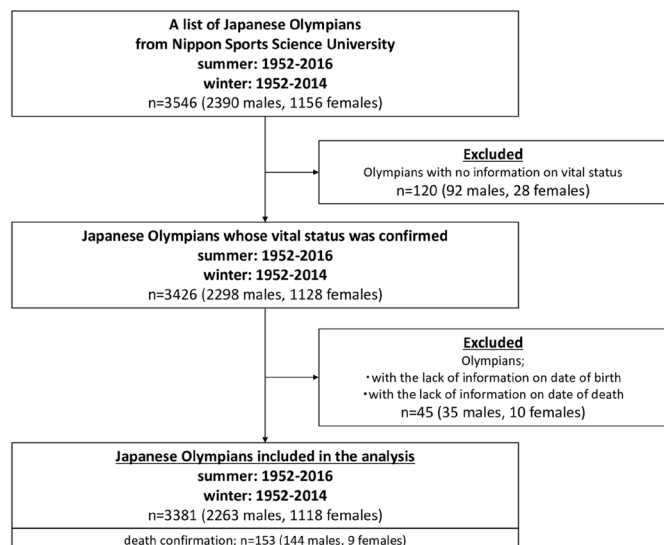 A list of Japanese Olympians
from Nippon Sports Science University
summer: 1952-2016
winter: 1952-2014
n=3546 (2390 males, 1156 females)
Excluded
Olympians with no information on vital status
n=120 (92 males, 28 females)
Japanese Olympians whose vital status was confirmed
summer: 1952-2016
winter: 1952-2014
n=3426 (2298 males, 1128 females)
Excluded
Olympians;
・with the lack of information on date of birth
・with the lack of information on date of death
n=45 (35 males, 10 females)
Japanese Olympians included in the analysis
summer: 1952-2016
winter: 1952-2014
n=3381 (2263 males, 1118 females)
death confirmation: n=153 (144 males, 9 females)